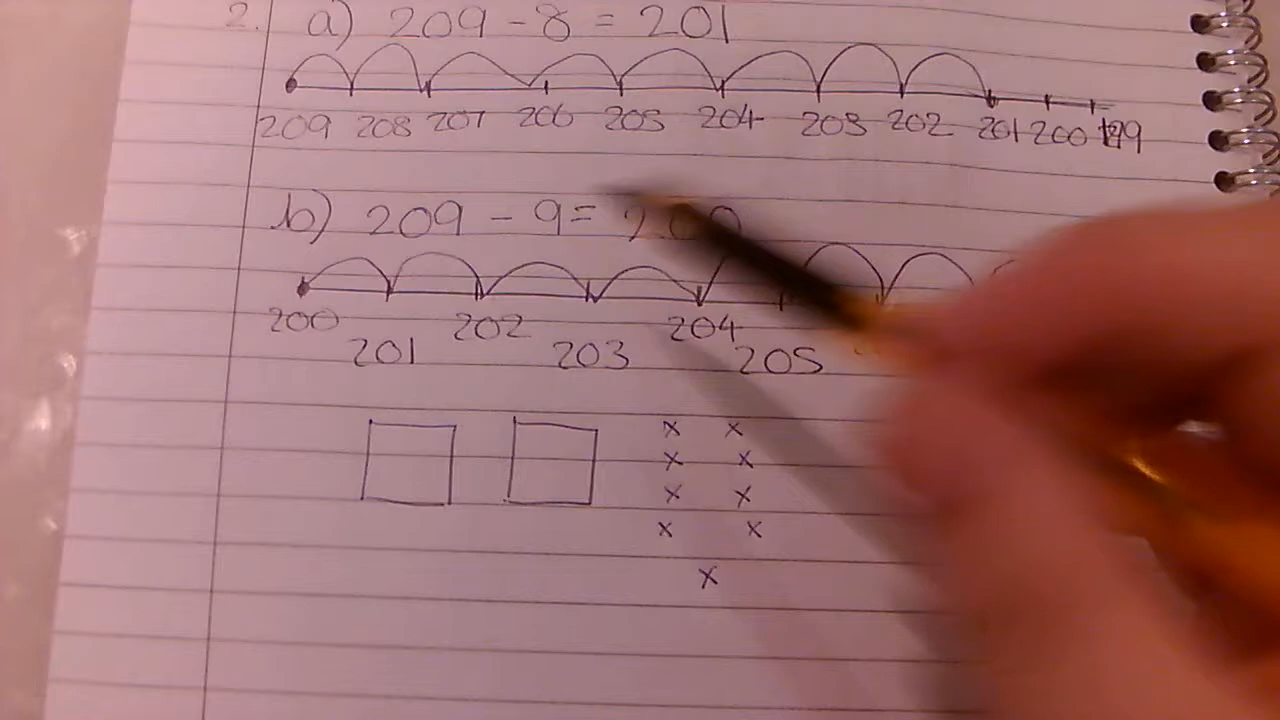 2. a) 209 - 8 = 201
209 208 207 206 205 204 203 202 201 200 199
b) 209 - 9 = 200
200 201 202 203 204 205
x x
x x
x x
x x
x